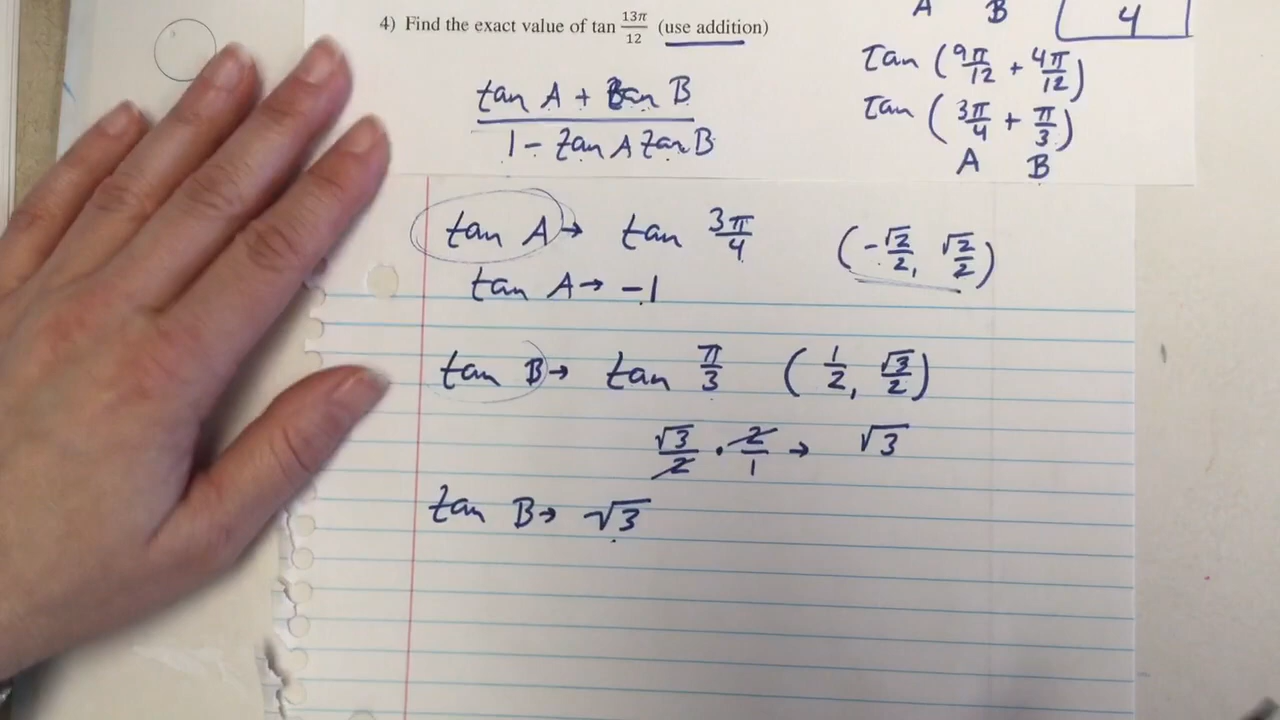 4) Find the exact value of tan 13π/12 (use addition)
A B 4
tan (9π/12 + 4π/12)
tan (3π/4 + π/3)
A B
tan A + tan B
1 - tan A tan B
tan A → tan 3π/4 (-√2/2, √2/2)
tan A → -1
tan B → tan π/3 (1/2, √3/2)
√3/2 · 2/1 → √3
tan B → √3